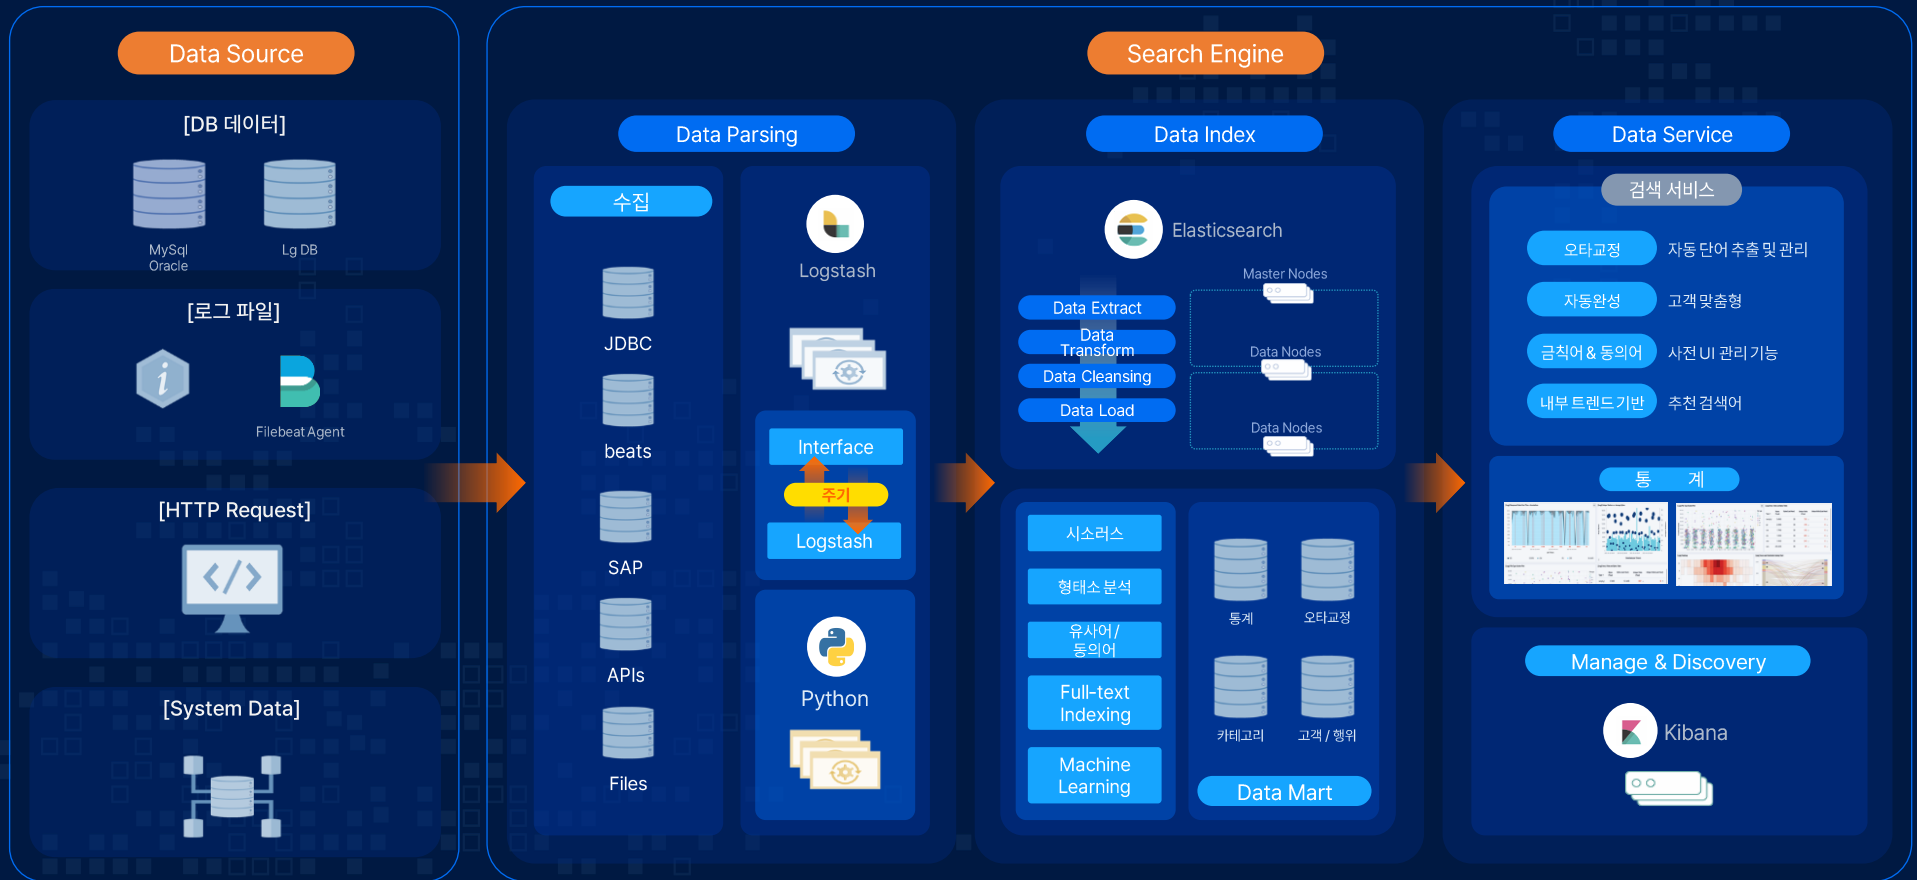 Data Source
[DB 데이터]
MySql
Oracle
Lg DB
[로그 파일]
Filebeat Agent
[HTTP Request]
[System Data]
Search Engine
Data Parsing
수집
JDBC
beats
SAP
APIs
Files
Logstash
Interface
주기
Logstash
Python
Data Index
Elasticsearch
Data Extract
Data
Transform
Data Cleansing
Data Load
Master Nodes
Data Nodes
Data Nodes
시소러스
형태소 분석
유사어/
동의어
Full-text
Indexing
Machine
Learning
통계
오타교정
카테고리
고객 / 행위
Data Mart
Data Service
검색 서비스
오타교정 자동 단어 추출 및 관리
자동완성 고객 맞춤형
금칙어 & 동의어 사전 UI 관리 기능
내부 트렌드 기반 추천 검색어
통 계
Manage & Discovery
Kibana